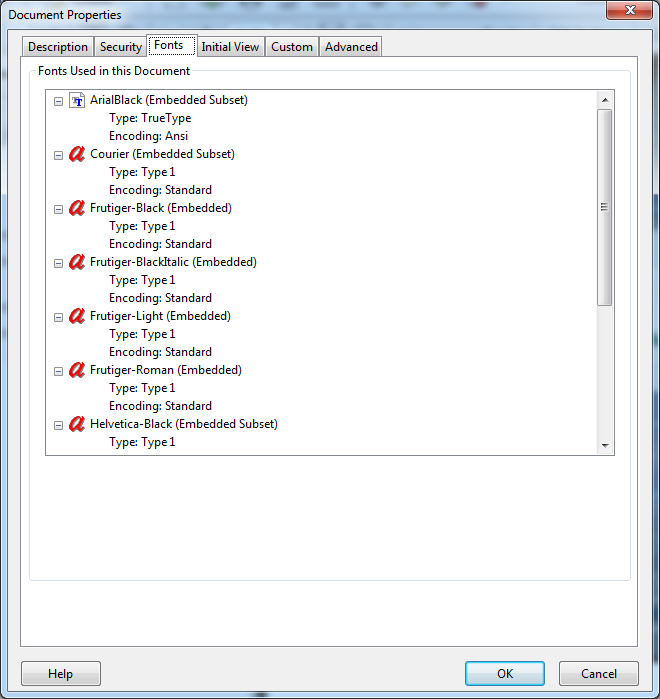 Document Properties
Description Security Fonts Initial View Custom Advanced
Fonts Used in this Document
ArialBlack (Embedded Subset)
Type: TrueType
Encoding: Ansi
Courier (Embedded Subset)
Type: Type 1
Encoding: Standard
Frutiger-Black (Embedded)
Type: Type 1
Encoding: Standard
Frutiger-BlackItalic (Embedded)
Type: Type 1
Encoding: Standard
Frutiger-Light (Embedded)
Type: Type 1
Encoding: Standard
Frutiger-Roman (Embedded)
Type: Type 1
Encoding: Standard
Helvetica-Black (Embedded Subset)
Type: Type 1
Help OK Cancel